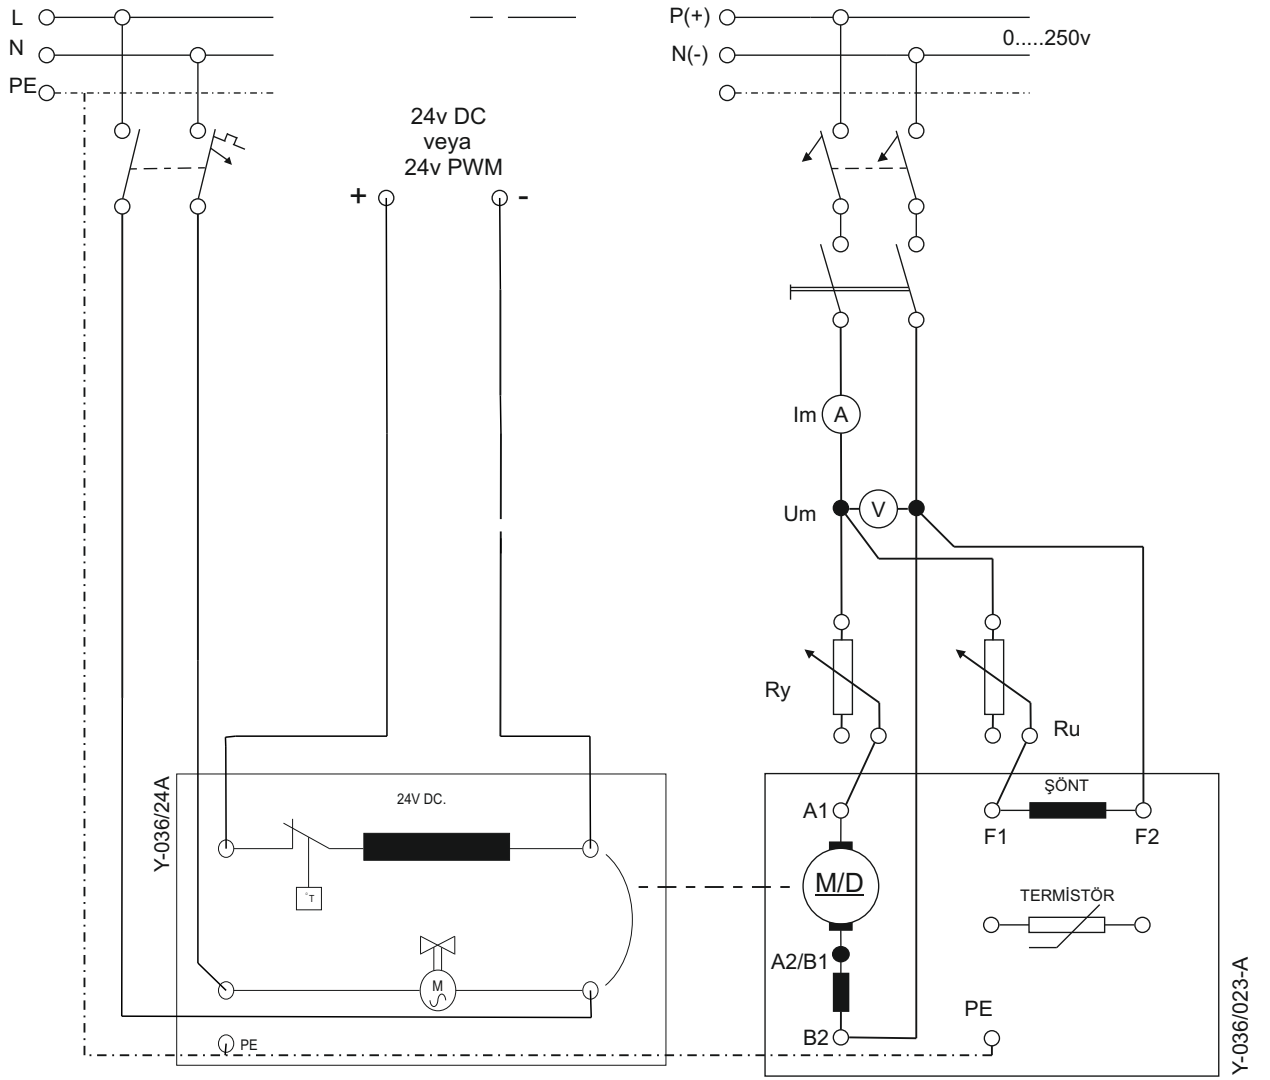 L
N
PE
P(+)
N(-)
0.....250v
24v DC
veya
24v PWM
+
-
Im
A
Um
V
Ry
Ru
Y-036/24A
24V DC.
°T
M
PE
ŞÖNT
A1
F1
F2
M/D
TERMİSTÖR
A2/B1
PE
B2
Y-036/023-A